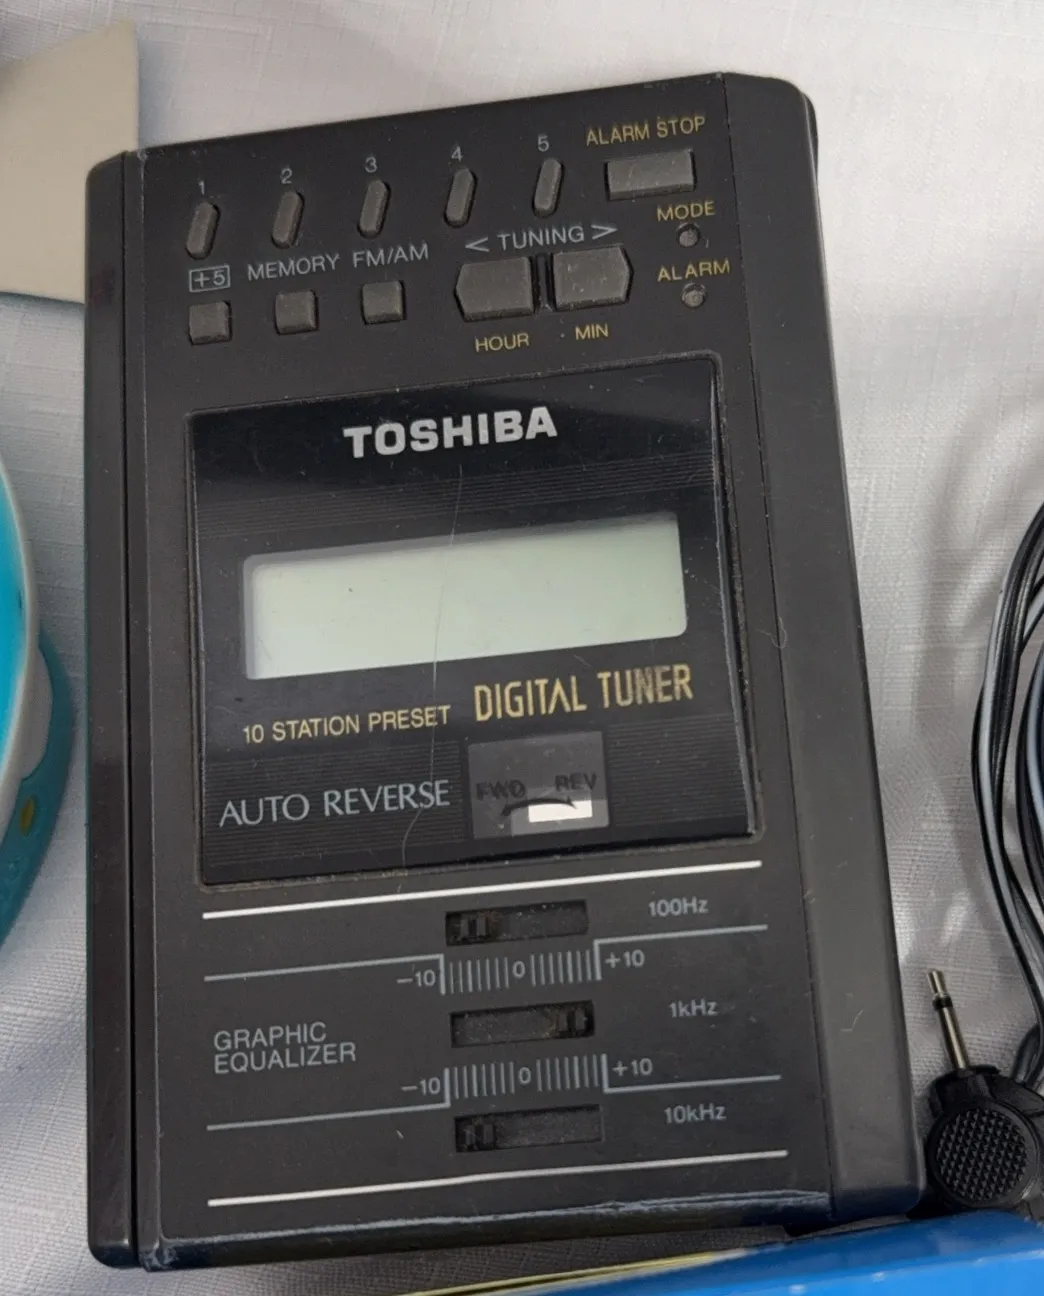 ALARM STOP
1 2 3 4 5
MODE
+5 MEMORY FM/AM < TUNING >
ALARM
HOUR MIN
TOSHIBA
10 STATION PRESET DIGITAL TUNER
AUTO REVERSE FWD REV
100Hz
-10 0 +10
1kHz
GRAPHIC
EQUALIZER
-10 0 +10
10kHz